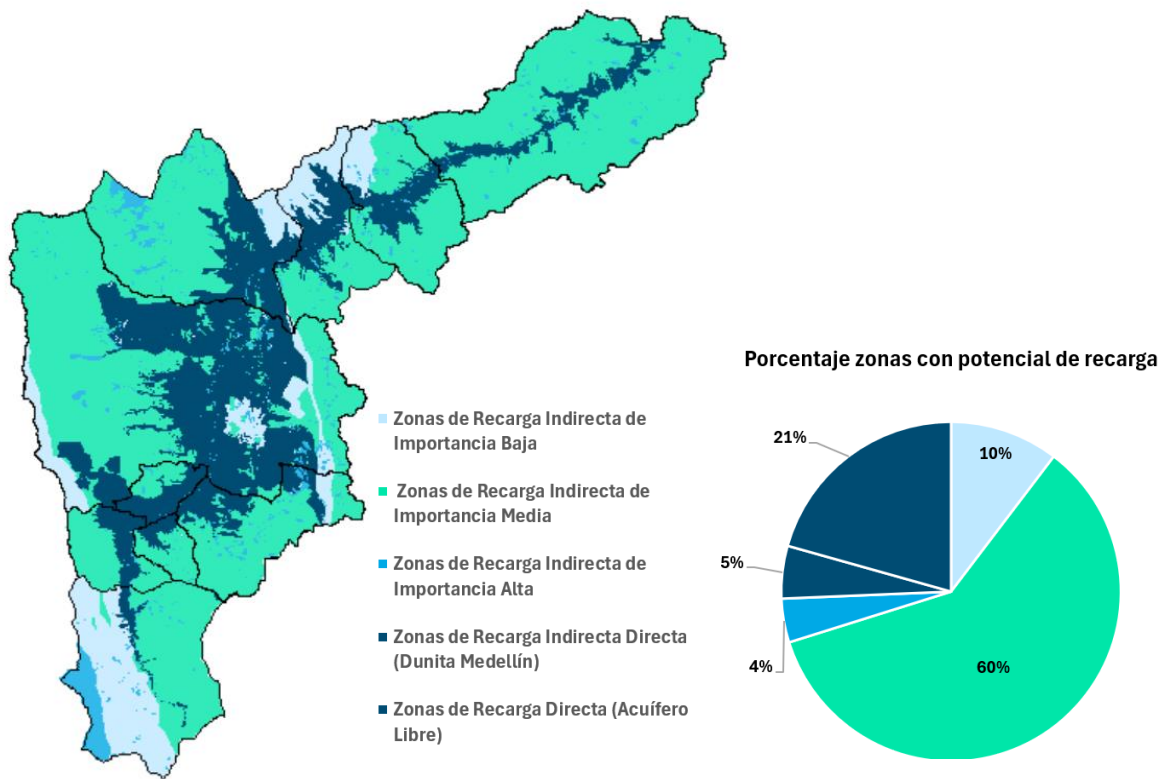 Zonas de Recarga Indirecta de
Importancia Baja
Zonas de Recarga Indirecta de
Importancia Media
Zonas de Recarga Indirecta de
Importancia Alta
Zonas de Recarga Indirecta Directa
(Dunita Medellín)
Zonas de Recarga Directa (Acuífero
Libre)
Porcentaje zonas con potencial de recarga
21%
10%
5%
4%
60%